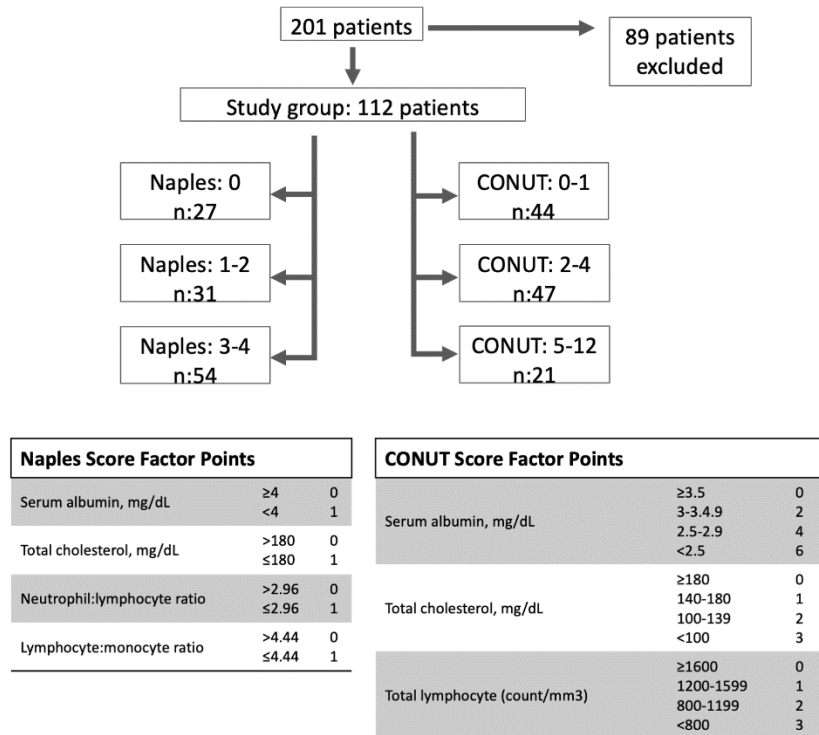 201 patients
89 patients
excluded
Study group: 112 patients
Naples: 0
n:27
CONUT: 0-1
n:44
Naples: 1-2
n:31
CONUT: 2-4
n:47
Naples: 3-4
n:54
CONUT: 5-12
n:21
Naples Score Factor Points
Serum albumin, mg/dL
≥4 0
<4 1
Total cholesterol, mg/dL
>180 0
≤180 1
Neutrophil:lymphocyte ratio
>2.96 0
≤2.96 1
Lymphocyte:monocyte ratio
>4.44 0
≤4.44 1
CONUT Score Factor Points
Serum albumin, mg/dL
≥3.5 0
3-3.4.9 2
2.5-2.9 4
<2.5 6
Total cholesterol, mg/dL
≥180 0
140-180 1
100-139 2
<100 3
Total lymphocyte (count/mm3)
≥1600 0
1200-1599 1
800-1199 2
<800 3